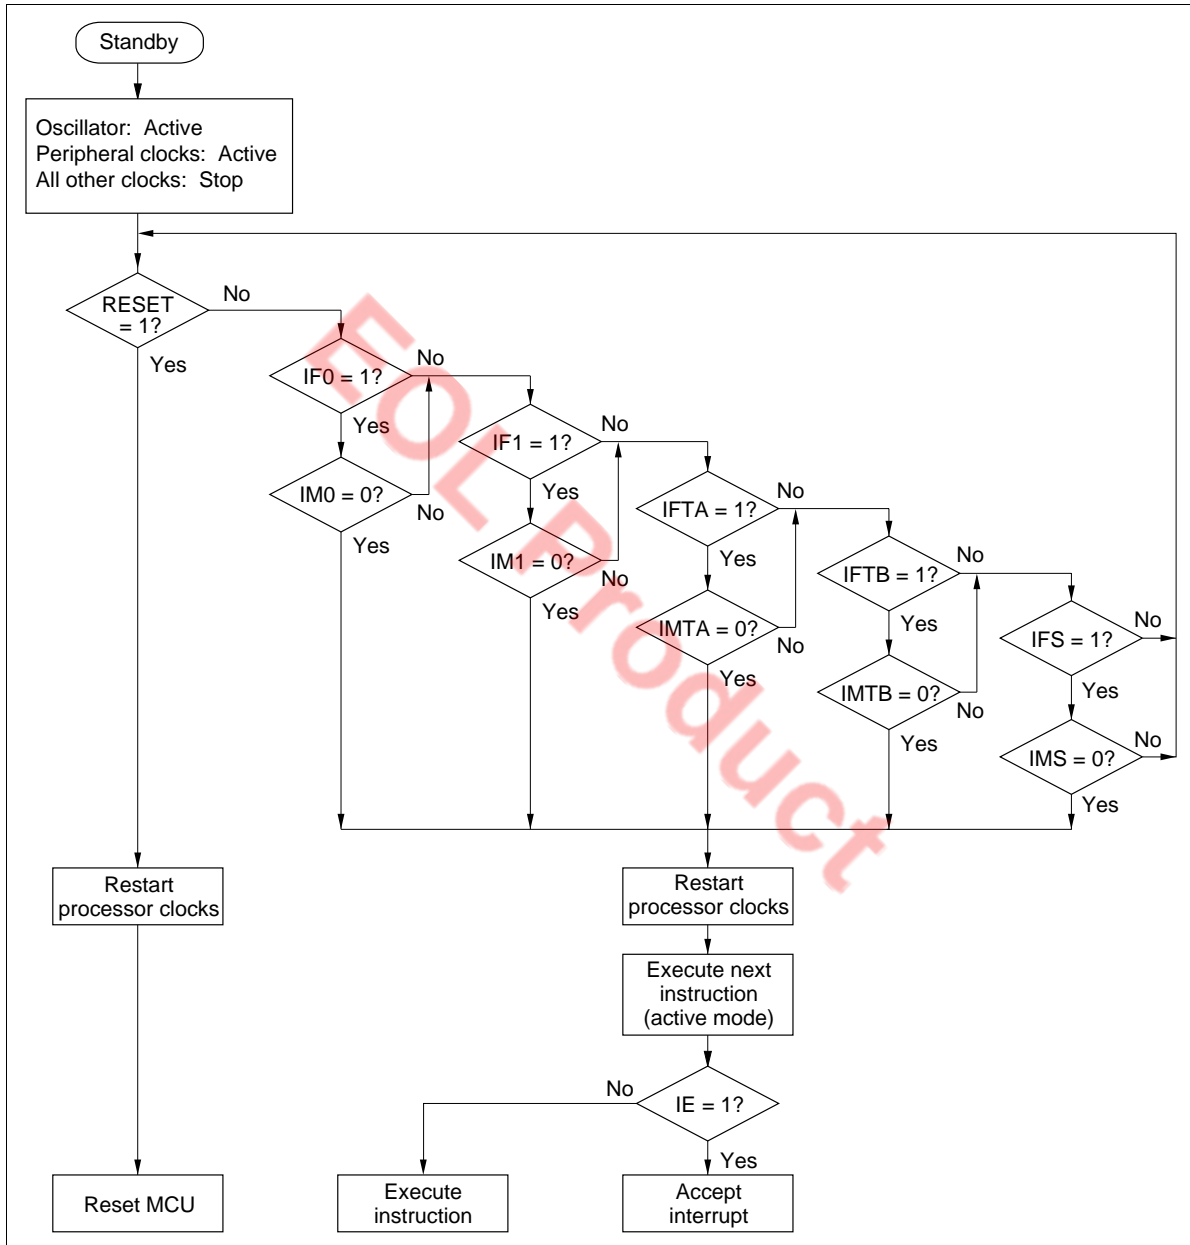 Standby
Oscillator: Active
Peripheral clocks: Active
All other clocks: Stop
RESET
= 1?
No
Yes
IF0 = 1?
No
Yes
IM0 = 0?
No
Yes
IF1 = 1?
No
Yes
IM1 = 0?
No
Yes
IFTA = 1?
No
Yes
IMTA = 0?
No
Yes
IFTB = 1?
No
Yes
IMTB = 0?
No
Yes
IFS = 1?
No
Yes
IMS = 0?
No
Yes
Restart
processor clocks
Restart
processor clocks
Execute next
instruction
(active mode)
IE = 1?
No
Yes
Reset MCU
Execute
instruction
Accept
interrupt
EOL Product